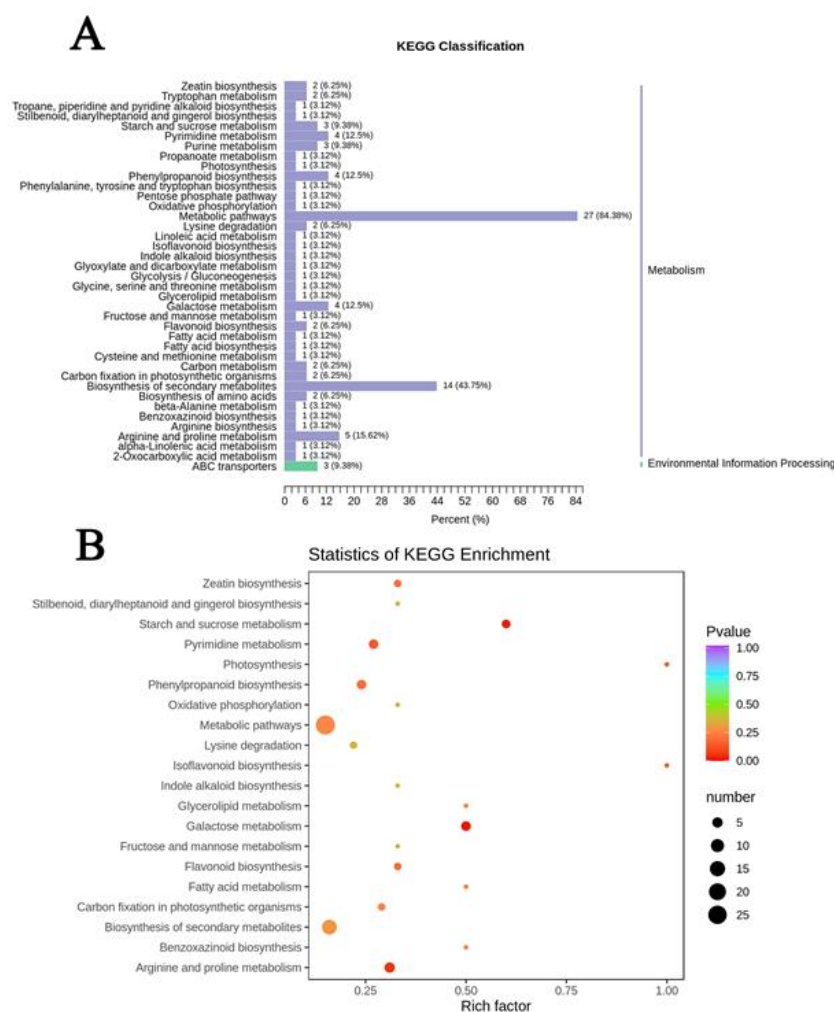 A
KEGG Classification
Zeatin biosynthesis 2 (6.25%)
Tryptophan metabolism 2 (6.25%)
Tropane, piperidine and pyridine alkaloid biosynthesis 1 (3.12%)
Stilbenoid, diarylheptanoid and gingerol biosynthesis 1 (3.12%)
Starch and sucrose metabolism 3 (9.38%)
Pyrimidine metabolism 4 (12.5%)
Purine metabolism 3 (9.38%)
Propanoate metabolism 1 (3.12%)
Photosynthesis 1 (3.12%)
Phenylpropanoid biosynthesis 4 (12.5%)
Phenylalanine, tyrosine and tryptophan biosynthesis 1 (3.12%)
Pentose phosphate pathway 1 (3.12%)
Oxidative phosphorylation 1 (3.12%)
Metabolic pathways 27 (84.38%)
Lysine degradation 2 (6.25%)
Linoleic acid metabolism 1 (3.12%)
Isoflavonoid biosynthesis 1 (3.12%)
Indole alkaloid biosynthesis 1 (3.12%)
Glyoxylate and dicarboxylate metabolism 1 (3.12%)
Glycolysis / Gluconeogenesis 1 (3.12%)
Glycine, serine and threonine metabolism 1 (3.12%)
Glycerolipid metabolism 1 (3.12%)
Galactose metabolism 4 (12.5%)
Fructose and mannose metabolism 1 (3.12%)
Flavonoid biosynthesis 2 (6.25%)
Fatty acid metabolism 1 (3.12%)
Fatty acid biosynthesis 1 (3.12%)
Cysteine and methionine metabolism 1 (3.12%)
Carbon metabolism 2 (6.25%)
Carbon fixation in photosynthetic organisms 2 (6.25%)
Biosynthesis of secondary metabolites 14 (43.75%)
Biosynthesis of amino acids 2 (6.25%)
beta-Alanine metabolism 1 (3.12%)
Benzoxazinoid biosynthesis 1 (3.12%)
Arginine biosynthesis 1 (3.12%)
Arginine and proline metabolism 5 (15.62%)
alpha-Linolenic acid metabolism 1 (3.12%)
2-Oxocarboxylic acid metabolism 1 (3.12%)
ABC transporters 3 (9.38%)
Metabolism
Environmental Information Processing
0 6 12 18 24 30 36 44 50 56 62 68 74 84
Percent (%)
B
Statistics of KEGG Enrichment
Zeatin biosynthesis
Stilbenoid, diarylheptanoid and gingerol biosynthesis
Starch and sucrose metabolism
Pyrimidine metabolism
Photosynthesis
Phenylpropanoid biosynthesis
Oxidative phosphorylation
Metabolic pathways
Lysine degradation
Isoflavonoid biosynthesis
Indole alkaloid biosynthesis
Glycerolipid metabolism
Galactose metabolism
Fructose and mannose metabolism
Flavonoid biosynthesis
Fatty acid metabolism
Carbon fixation in photosynthetic organisms
Biosynthesis of secondary metabolites
Benzoxazinoid biosynthesis
Arginine and proline metabolism
0.25 0.50 0.75 1.00
Rich factor
Pvalue
1.00
0.75
0.50
0.25
0.00
number
5
10
15
20
25